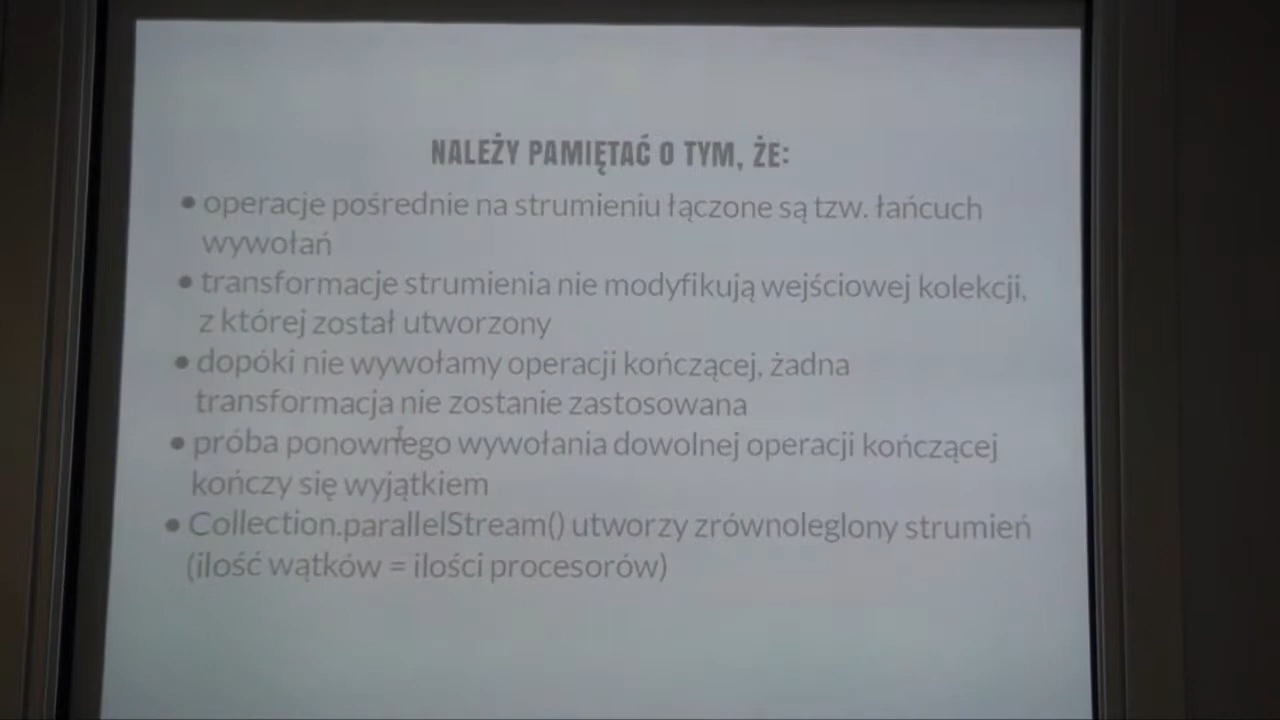 NALEŻY PAMIĘTAĆ O TYM, ŻE:
• operacje pośrednie na strumieniu łączone są tzw. łańcuch
wywołań
• transformacje strumienia nie modyfikują wejściowej kolekcji,
z której został utworzony
• dopóki nie wywołamy operacji kończącej, żadna
transformacja nie zostanie zastosowana
• próba ponownego wywołania dowolnej operacji kończącej
kończy się wyjątkiem
• Collection.parallelStream() utworzy zrównoleglony strumień
(ilość wątków = ilości procesorów)